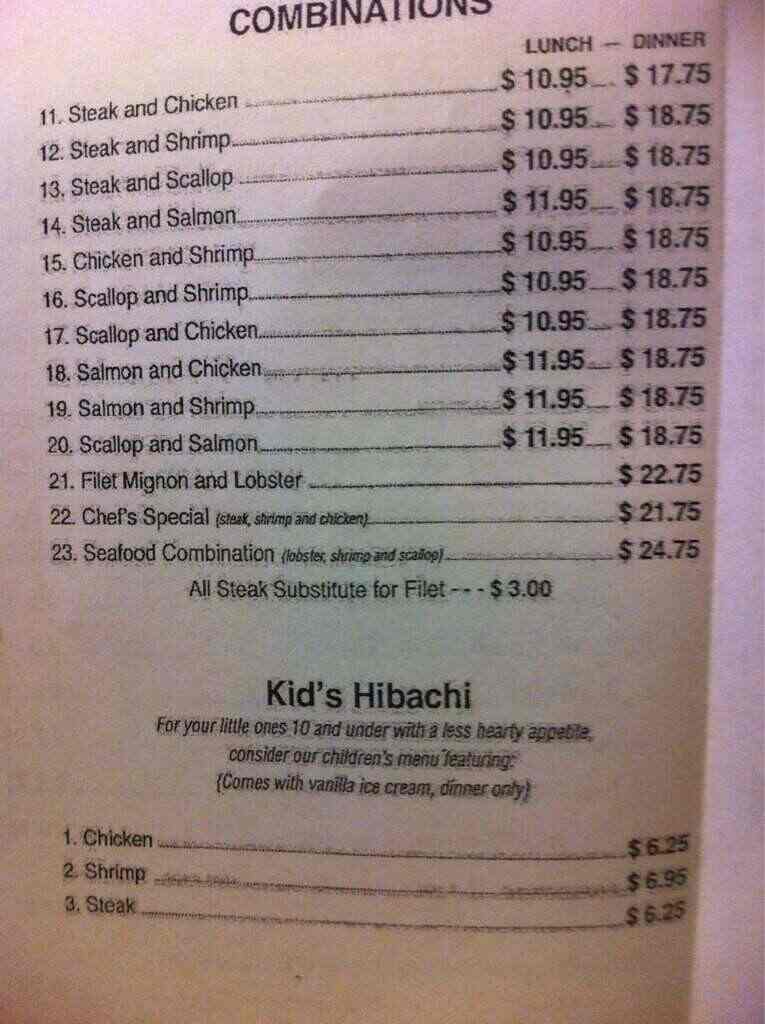 COMBINATIONS
LUNCH — DINNER
11. Steak and Chicken $ 10.95 $ 17.75
12. Steak and Shrimp $ 10.95 $ 18.75
13. Steak and Scallop $ 10.95 $ 18.75
14. Steak and Salmon $ 11.95 $ 18.75
15. Chicken and Shrimp $ 10.95 $ 18.75
16. Scallop and Shrimp $ 10.95 $ 18.75
17. Scallop and Chicken $ 10.95 $ 18.75
18. Salmon and Chicken $ 11.95 $ 18.75
19. Salmon and Shrimp $ 11.95 $ 18.75
20. Scallop and Salmon $ 11.95 $ 18.75
21. Filet Mignon and Lobster $ 22.75
22. Chef's Special (steak, shrimp and chicken) $ 21.75
23. Seafood Combination (lobster, shrimp and scallop) $ 24.75
All Steak Substitute for Filet --- $ 3.00
Kid's Hibachi
For your little ones 10 and under with a less hearty appetite,
consider our children's menu featuring:
(Comes with vanilla ice cream, dinner only)
1. Chicken $ 6.25
2. Shrimp $ 6.95
3. Steak $ 6.25